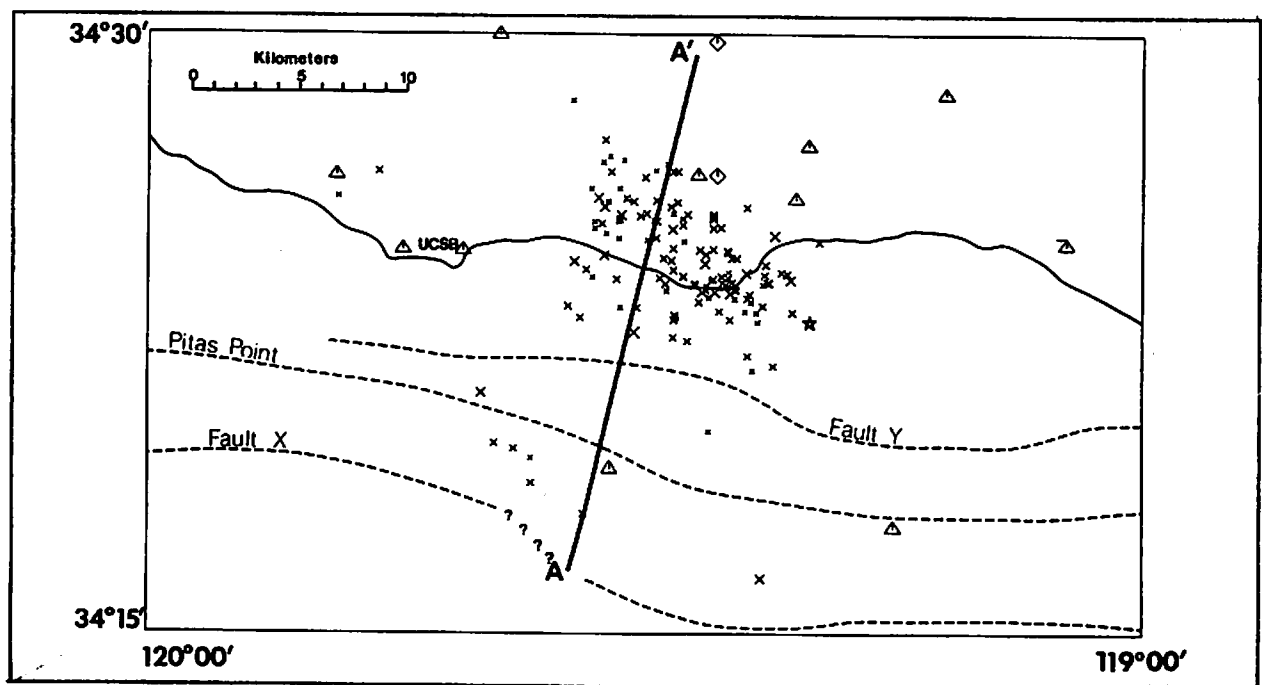 34°30'
Kilometers
0 5 10
A'
UCSB
Pitas Point
Fault X
Fault Y
? ? ? ?
A
34°15'
120°00'
119°00'